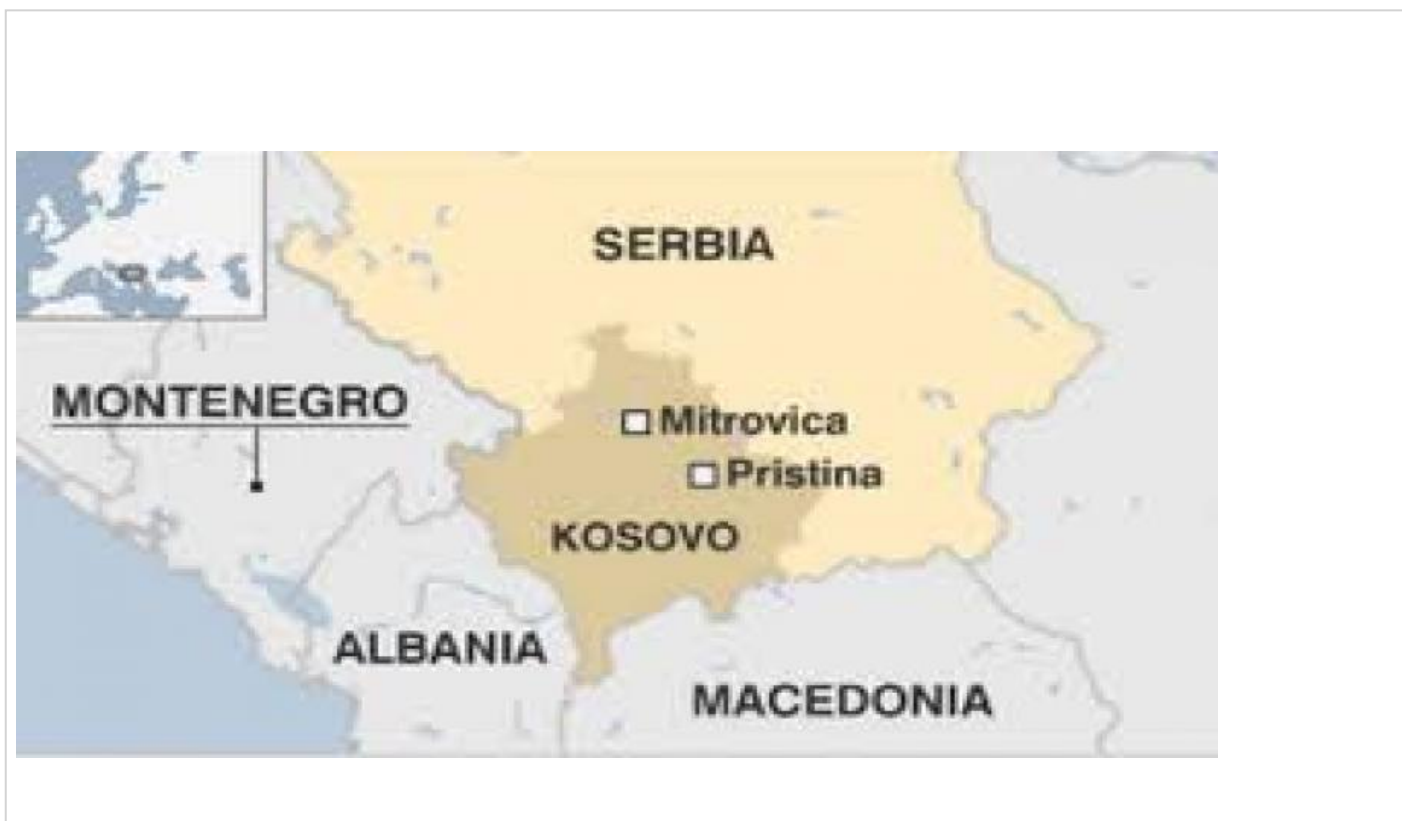 SERBIA
MONTENEGRO
Mitrovica
Pristina
KOSOVO
ALBANIA
MACEDONIA